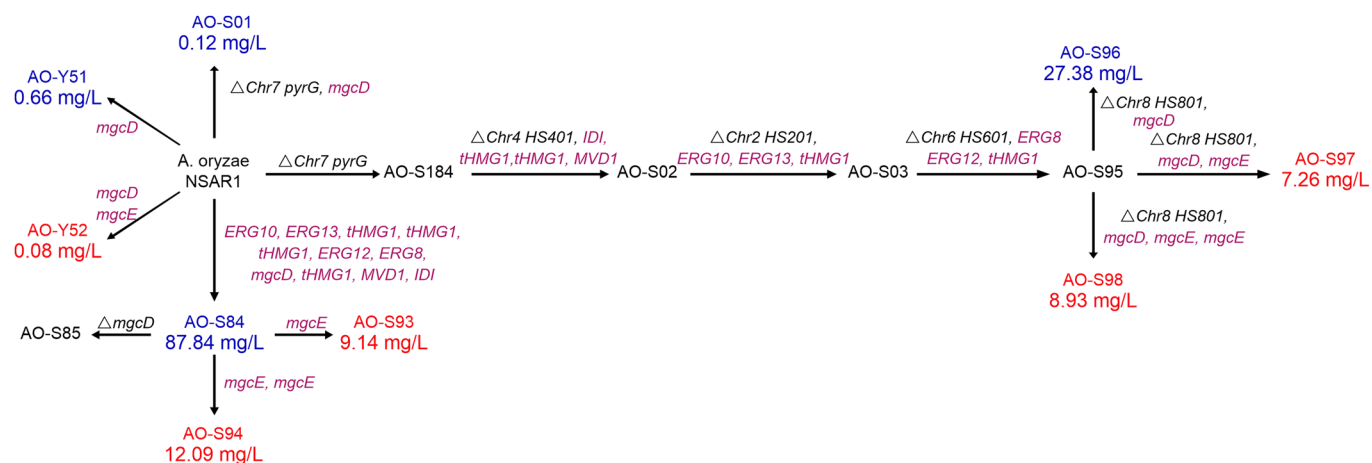 AO-S01
0.12 mg/L
AO-Y51
0.66 mg/L
△Chr7 pyrG, mgcD
mgcD
A. oryzae
NSAR1
△Chr7 pyrG
AO-S184
△Chr4 HS401, IDI,
tHMG1,tHMG1, MVD1
AO-S02
△Chr2 HS201,
ERG10, ERG13, tHMG1
AO-S03
△Chr6 HS601, ERG8
ERG12, tHMG1
AO-S95
AO-S96
27.38 mg/L
△Chr8 HS801,
mgcD
△Chr8 HS801,
mgcD, mgcE
AO-S97
7.26 mg/L
△Chr8 HS801,
mgcD, mgcE, mgcE
AO-S98
8.93 mg/L
mgcD
mgcE
AO-Y52
0.08 mg/L
ERG10, ERG13, tHMG1, tHMG1,
tHMG1, ERG12, ERG8,
mgcD, tHMG1, MVD1, IDI
AO-S85
△mgcD
AO-S84
87.84 mg/L
mgcE
AO-S93
9.14 mg/L
mgcE, mgcE
AO-S94
12.09 mg/L